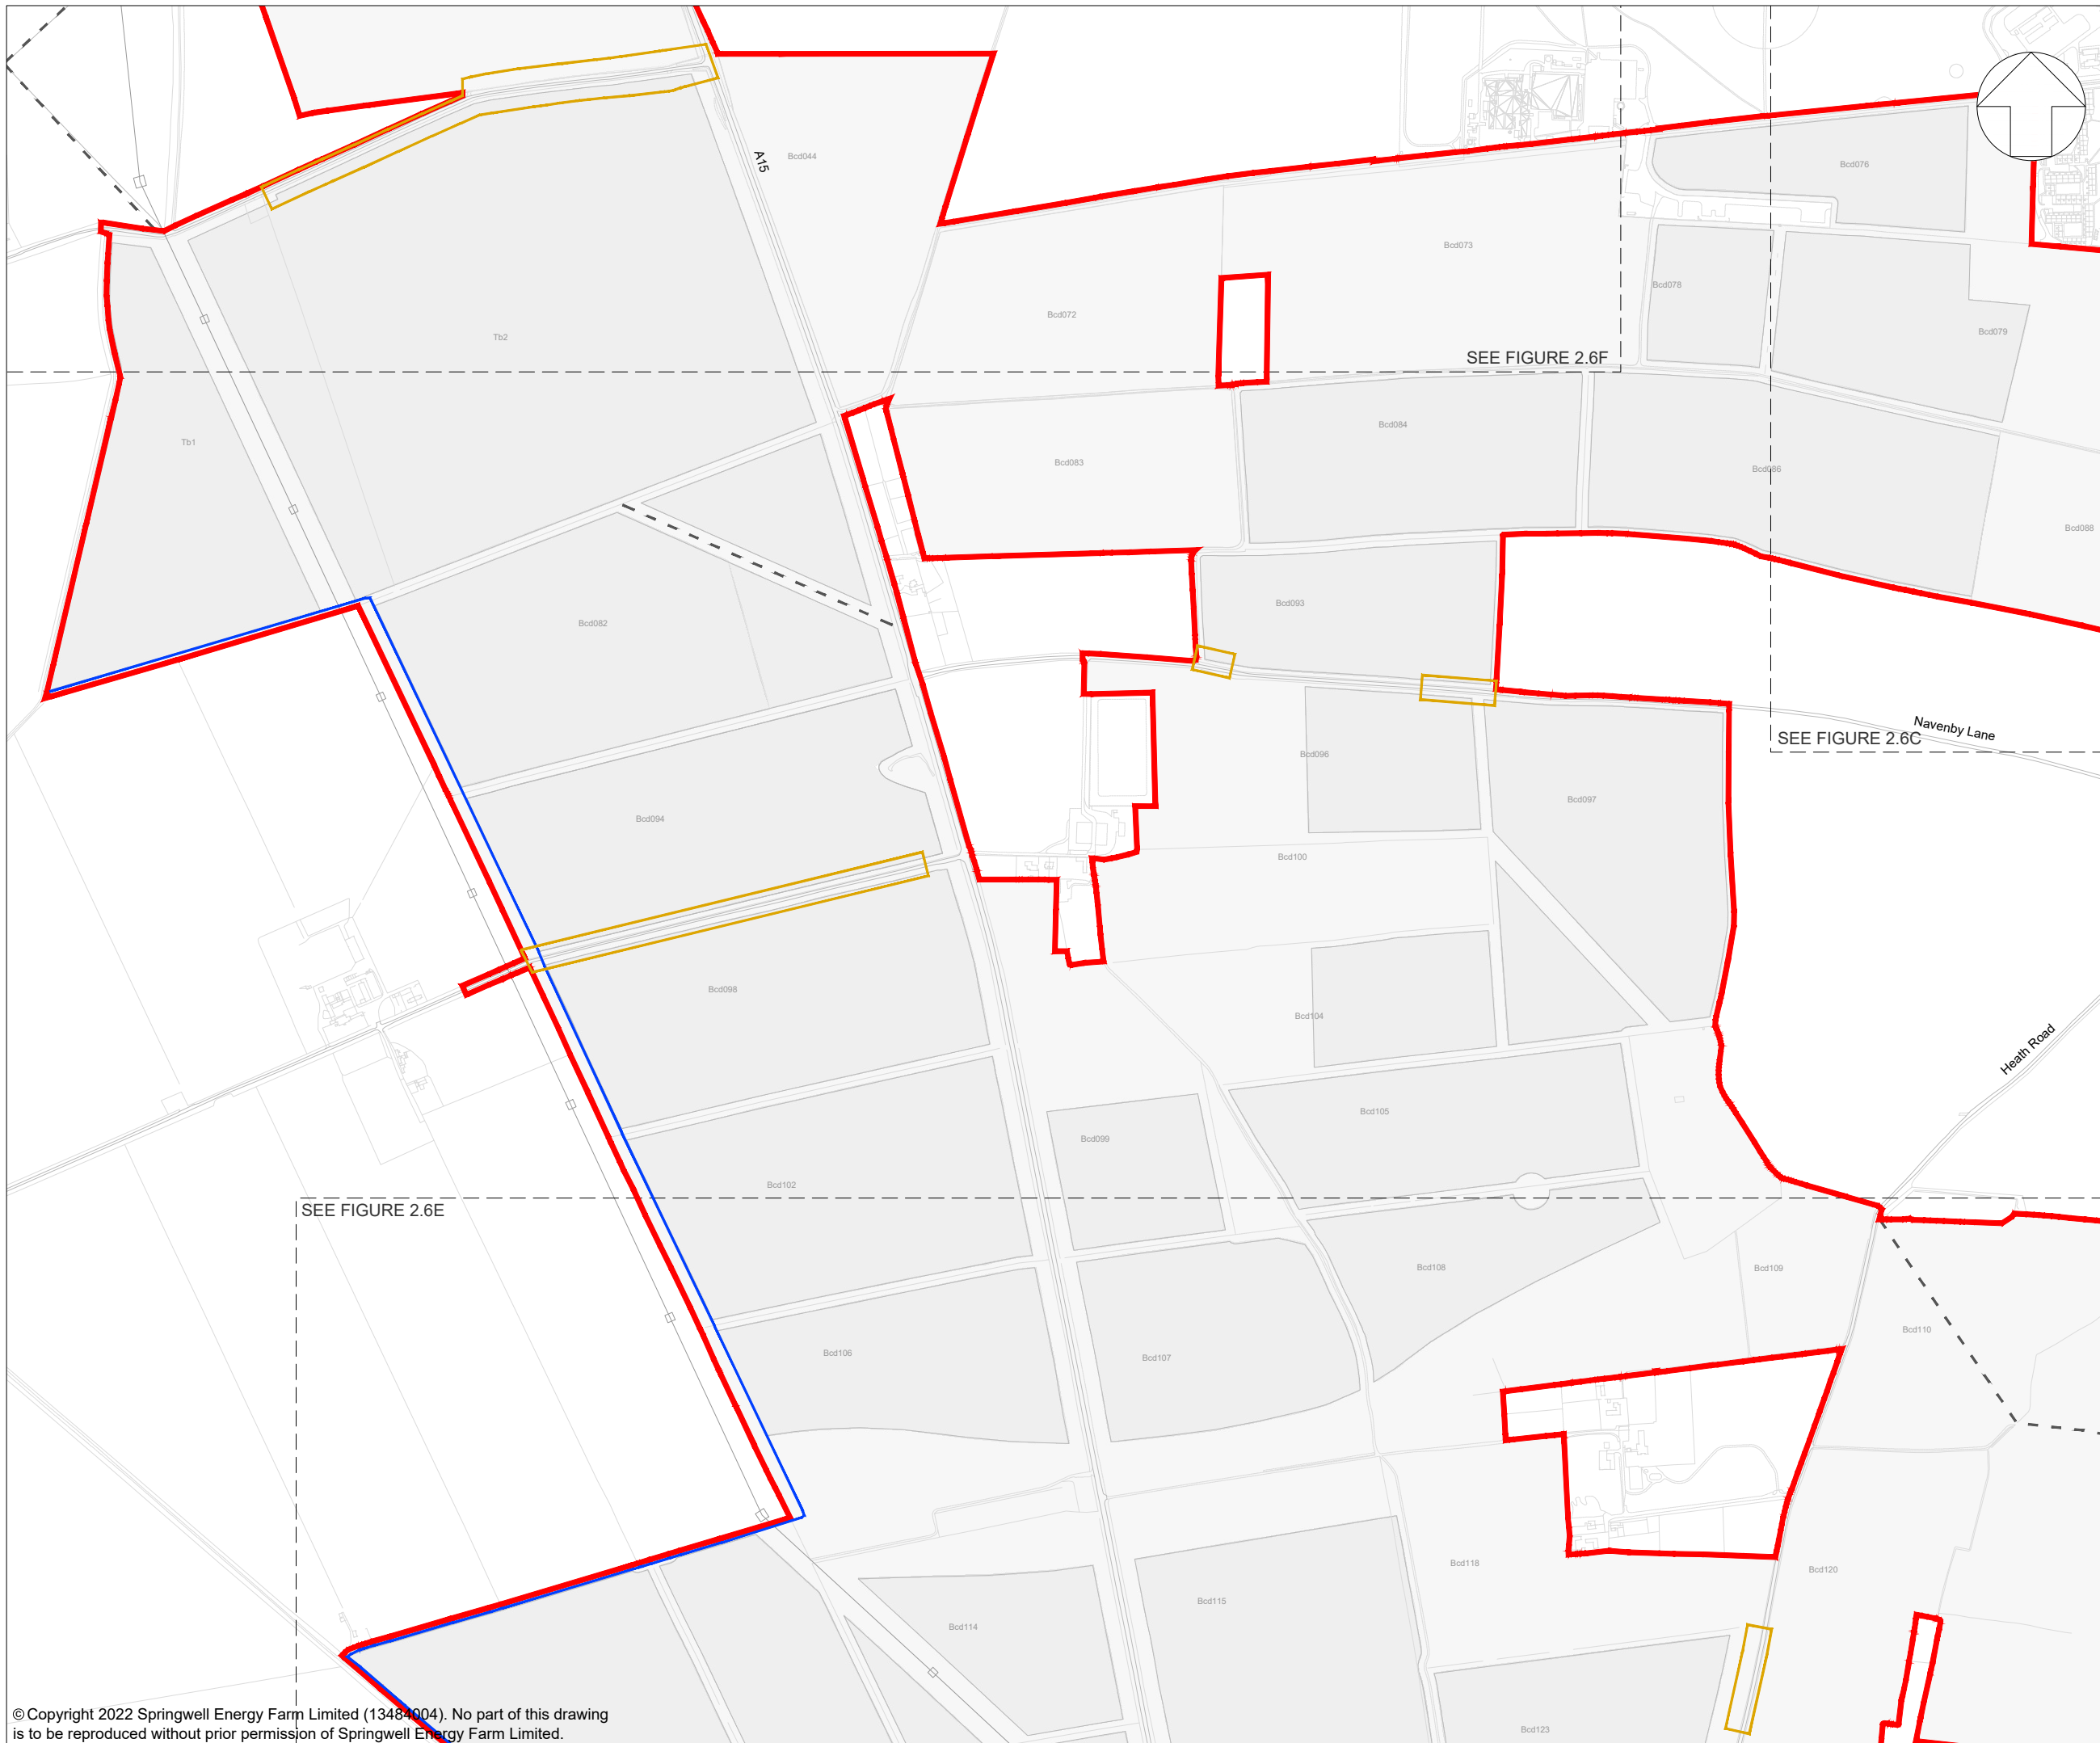 A15
Bcd044
Bcd076
Bcd073
Bcd078
Bcd072
Bcd079
Tb2
SEE FIGURE 2.6F
Tb1
Bcd084
Bcd083
Bcd086
Bcd088
Bcd082
Bcd093
Navenby Lane
SEE FIGURE 2.6C
Bcd096
Bcd097
Bcd094
Bcd100
Bcd098
Bcd104
Heath Road
Bcd105
Bcd099
Bcd102
SEE FIGURE 2.6E
Bcd108
Bcd109
Bcd110
Bcd106
Bcd107
Bcd118
Bcd120
Bcd115
Bcd114
Bcd123
© Copyright 2022 Springwell Energy Farm Limited (13484004). No part of this drawing
is to be reproduced without prior permission of Springwell Energy Farm Limited.